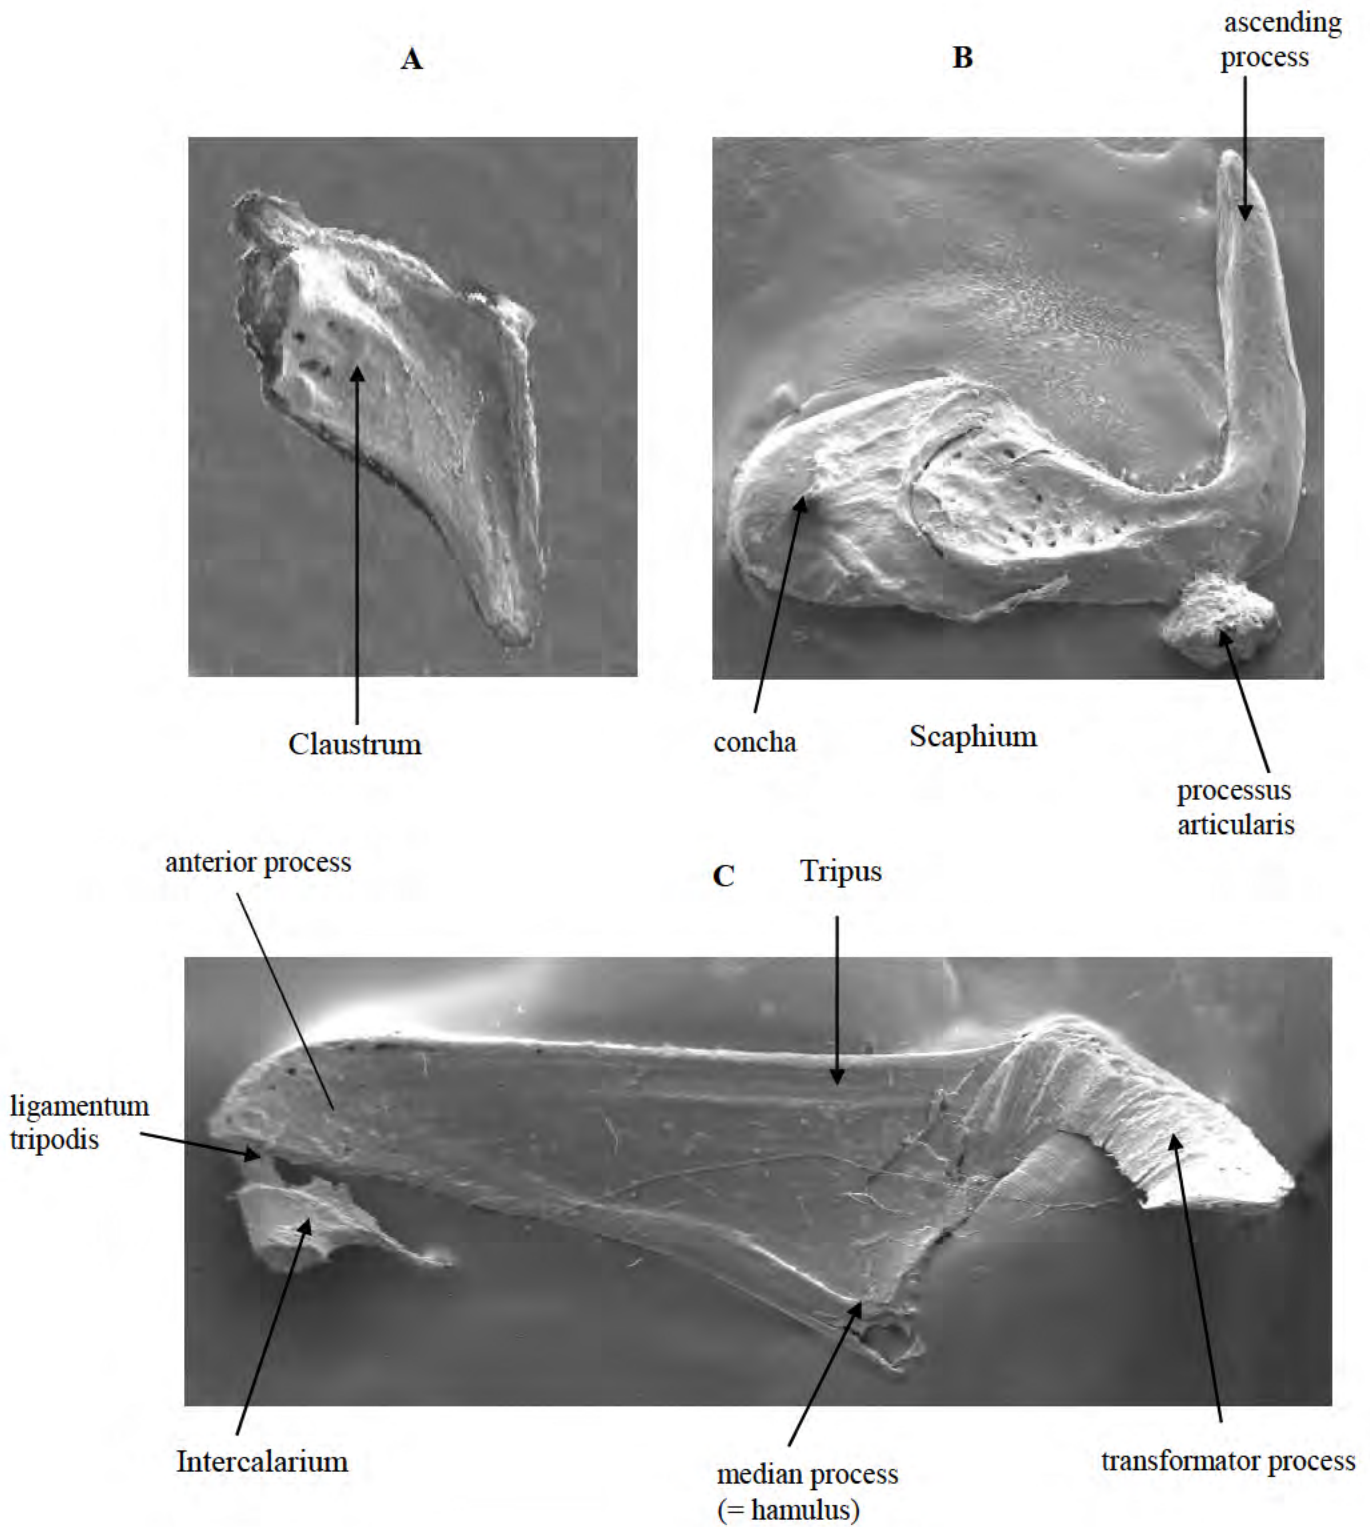 A
B
ascending
process
Claustrum
concha
Scaphium
processus
articularis
anterior process
C
Tripus
ligamentum
tripodis
Intercalarium
median process
(= hamulus)
transformator process